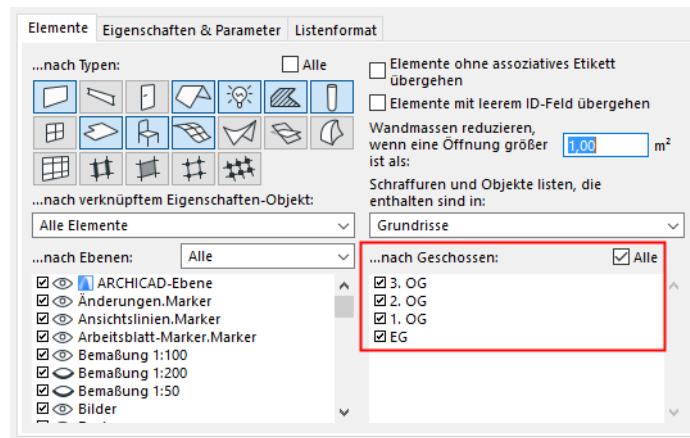 Elemente Eigenschaften & Parameter Listenformat
...nach Typen: Alle
Elemente ohne assoziatives Etikett
übergehen
Elemente mit leerem ID-Feld übergehen
Wandmassen reduzieren,
wenn eine Öffnung größer 1,00 m²
ist als:
Schraffuren und Objekte listen, die
enthalten sind in:
...nach verknüpftem Eigenschaften-Objekt:
Alle Elemente
Grundrisse
...nach Ebenen: Alle
ARCHICAD-Ebene
Änderungen.Marker
Ansichtslinien.Marker
Arbeitsblatt-Marker.Marker
Bemaßung 1:100
Bemaßung 1:200
Bemaßung 1:50
Bilder
...nach Geschossen: Alle
3. OG
2. OG
1. OG
EG